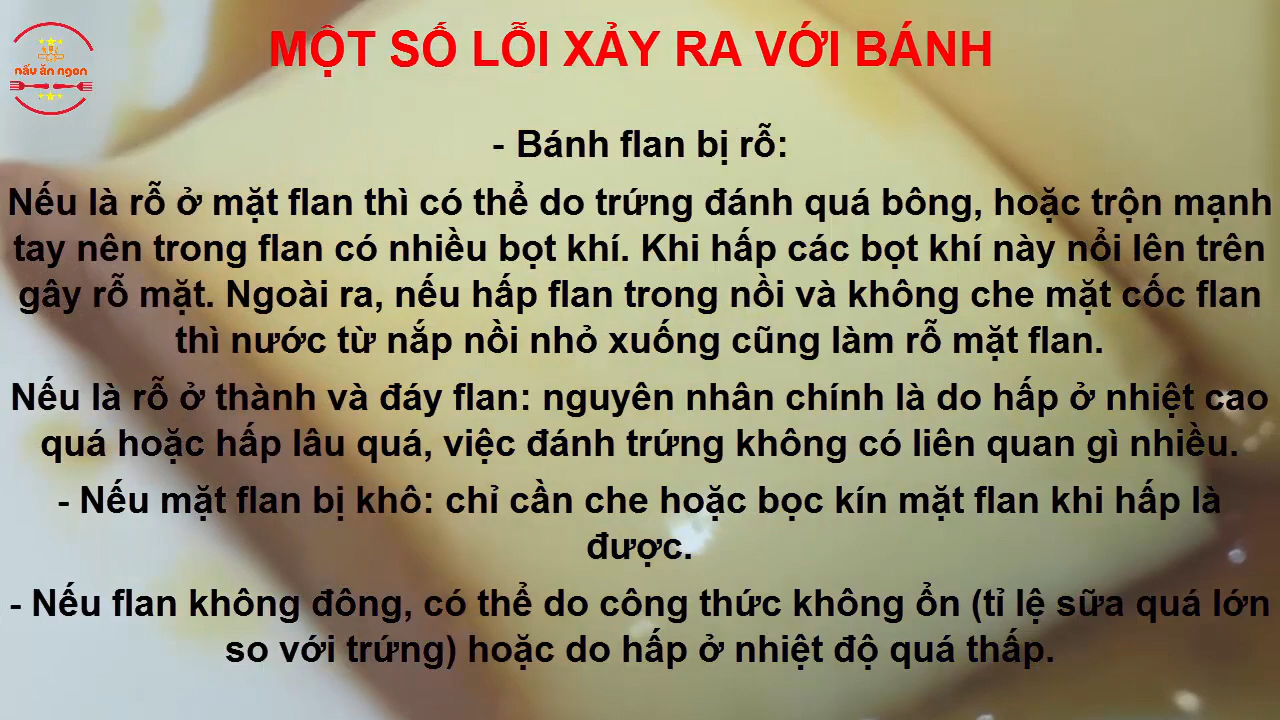 nấu ăn ngon
MỘT SỐ LỖI XẢY RA VỚI BÁNH
- Bánh flan bị rỗ:
Nếu là rỗ ở mặt flan thì có thể do trứng đánh quá bông, hoặc trộn mạnh
tay nên trong flan có nhiều bọt khí. Khi hấp các bọt khí này nổi lên trên
gây rỗ mặt. Ngoài ra, nếu hấp flan trong nồi và không che mặt cốc flan
thì nước từ nắp nồi nhỏ xuống cũng làm rỗ mặt flan.
Nếu là rỗ ở thành và đáy flan: nguyên nhân chính là do hấp ở nhiệt cao
quá hoặc hấp lâu quá, việc đánh trứng không có liên quan gì nhiều.
- Nếu mặt flan bị khô: chỉ cần che hoặc bọc kín mặt flan khi hấp là
được.
- Nếu flan không đông, có thể do công thức không ổn (tỉ lệ sữa quá lớn
so với trứng) hoặc do hấp ở nhiệt độ quá thấp.